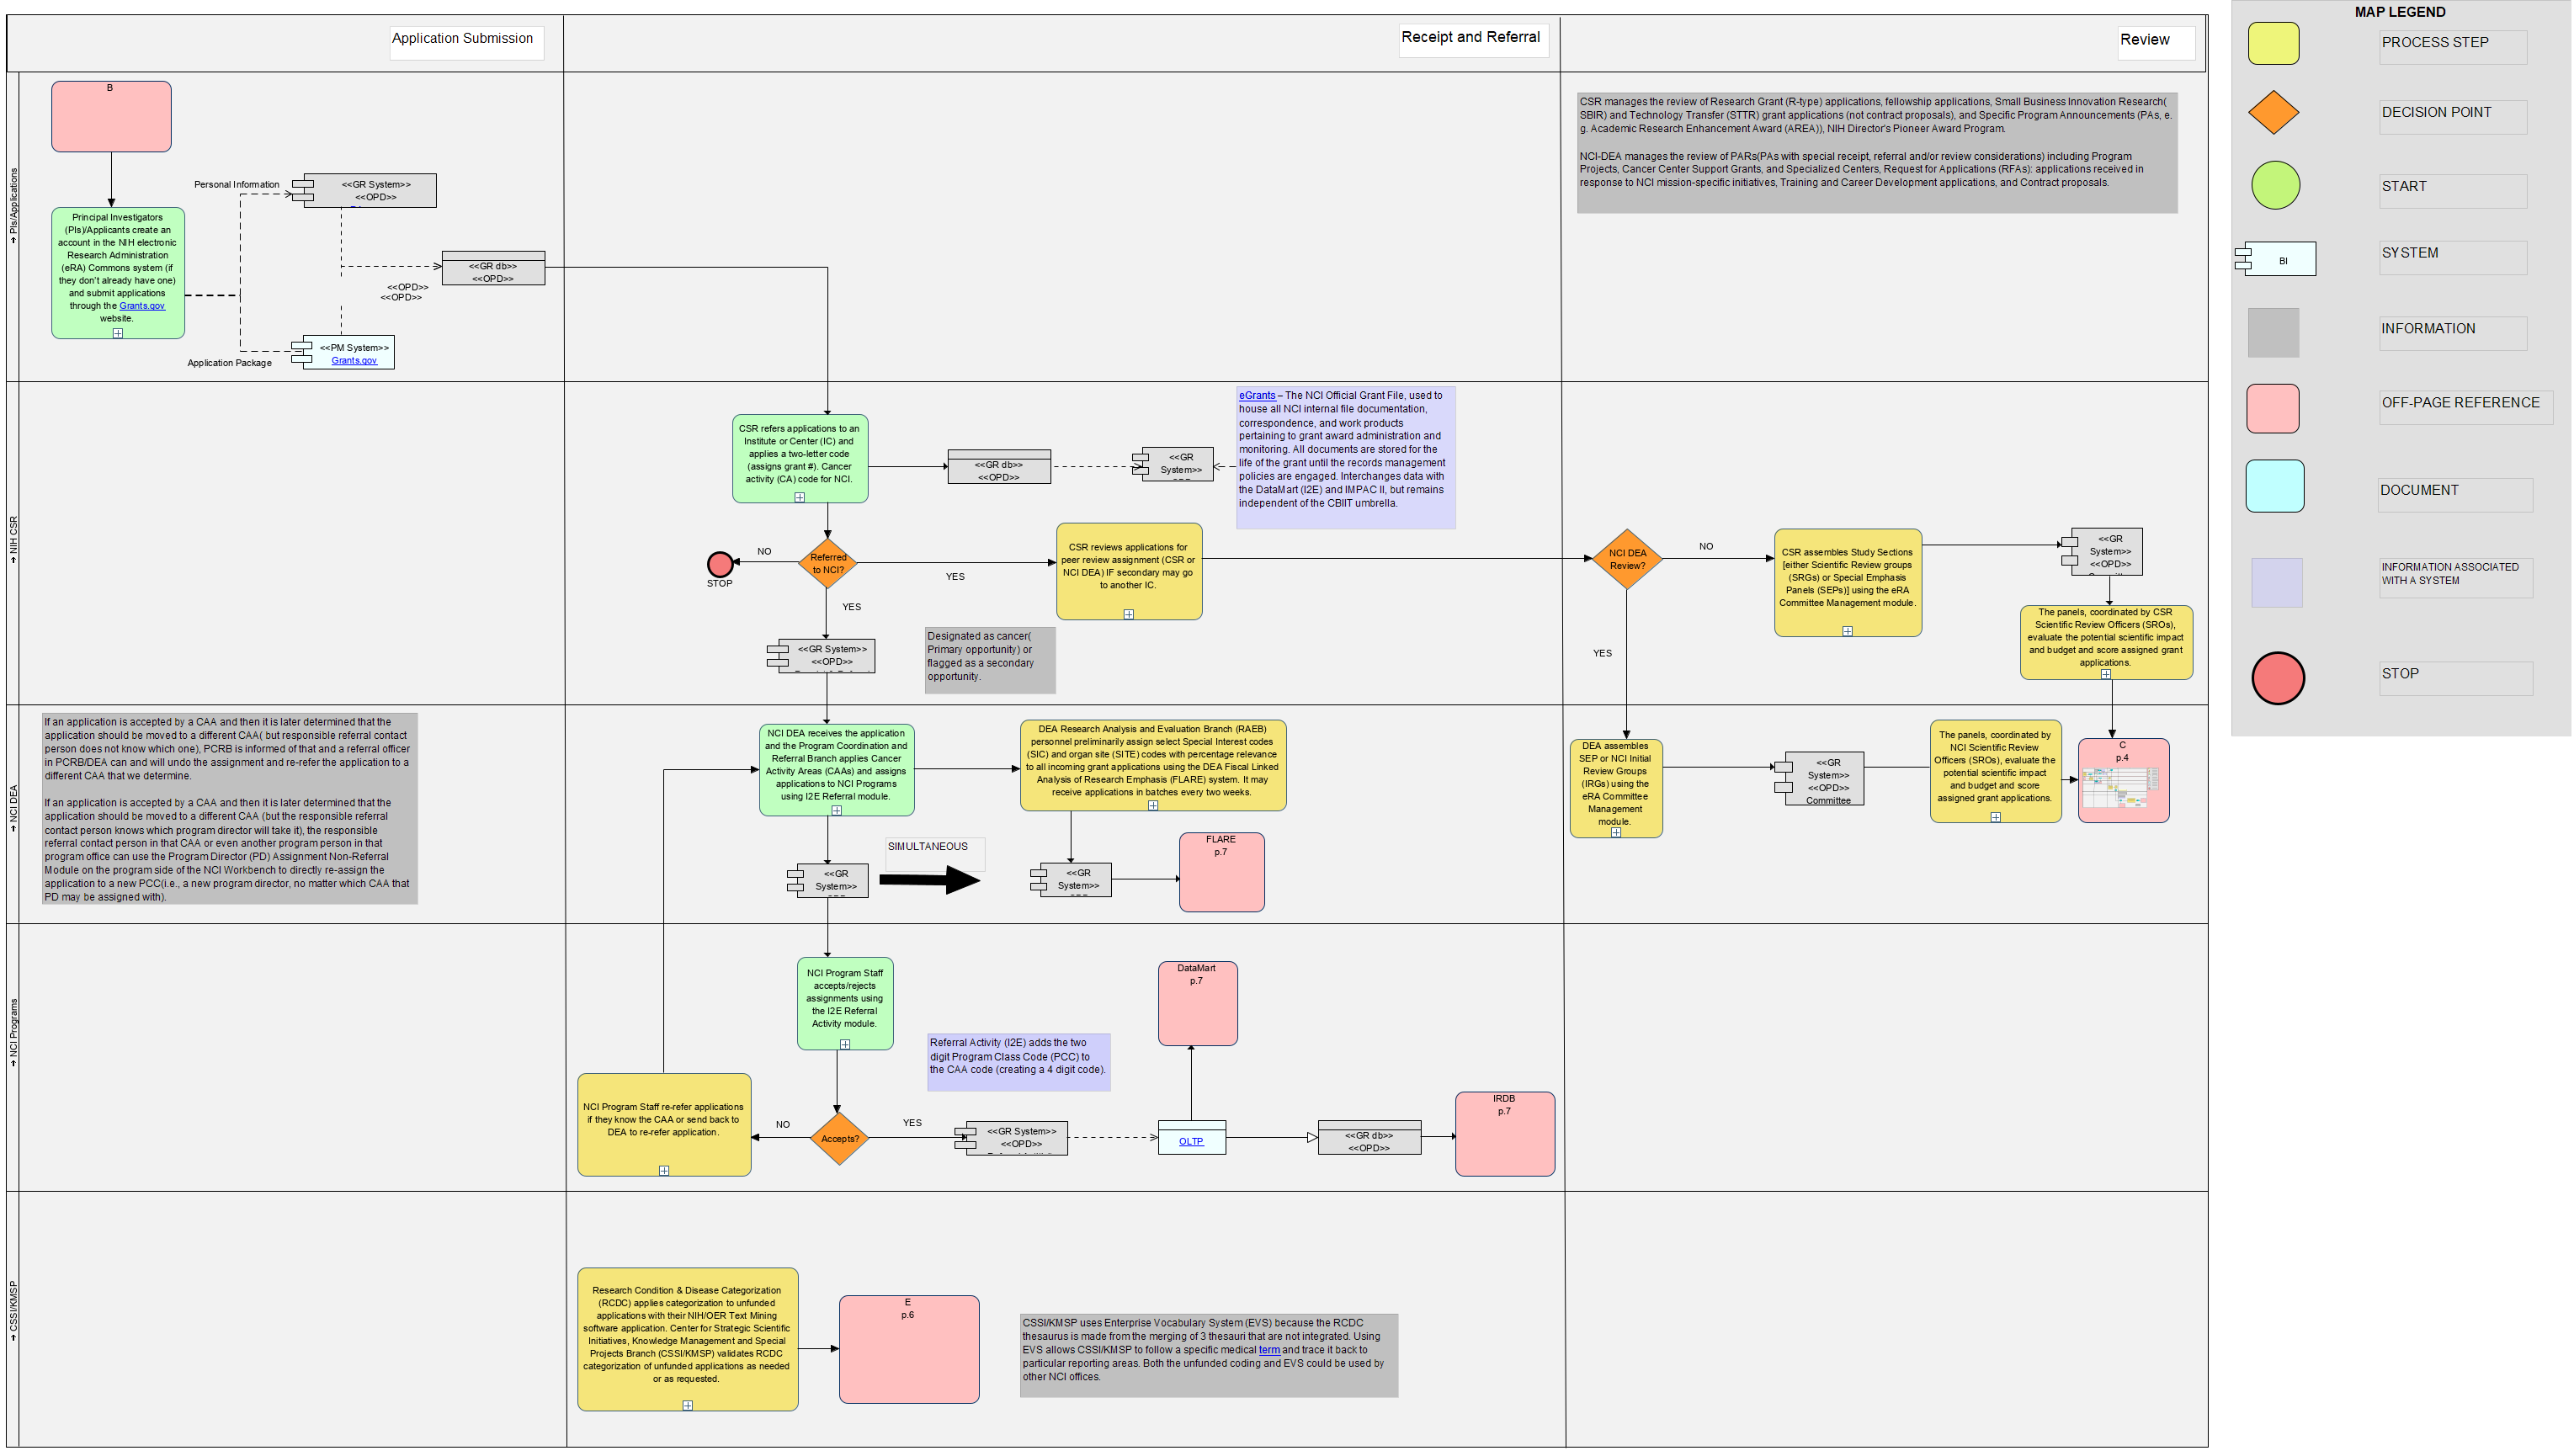 Application Submission
Receipt and Referral
Review
PIs/Applications
B
Principal Investigators
(PIs)/Applicants create an
account in the NIH electronic
Research Administration
(eRA) Commons system (if
they don't already have one)
and submit applications
through the Grants.gov
website.
Personal Information
<<GR System>>
<<OPD>>
<<GR db>>
<<OPD>>
<<OPD>>
<<OPD>>
<<PM System>>
Grants.gov
Application Package
CSR manages the review of Research Grant (R-type) applications, fellowship applications, Small Business Innovation Research(
SBIR) and Technology Transfer (STTR) grant applications (not contract proposals), and Specific Program Announcements (PAs, e.
g. Academic Research Enhancement Award (AREA)), NIH Director's Pioneer Award Program.
NCI-DEA manages the review of PARs(PAs with special receipt, referral and/or review considerations) including Program
Projects, Cancer Center Support Grants, and Specialized Centers, Request for Applications (RFAs): applications received in
response to NCI mission-specific initiatives, Training and Career Development applications, and Contract proposals.
NIH CSR
CSR refers applications to an
Institute or Center (IC) and
applies a two-letter code
(assigns grant #). Cancer
activity (CA) code for NCI.
<<GR db>>
<<OPD>>
<<GR
System>>
eGrants – The NCI Official Grant File, used to
house all NCI internal file documentation,
correspondence, and work products
pertaining to grant award administration and
monitoring. All documents are stored for the
life of the grant until the records management
policies are engaged. Interchanges data with
the DataMart (I2E) and IMPAC II, but remains
independent of the CBIIT umbrella.
STOP
NO
Referred
to NCI?
YES
YES
CSR reviews applications for
peer review assignment (CSR or
NCI DEA) IF secondary may go
to another IC.
<<GR System>>
<<OPD>>
Designated as cancer(
Primary opportunity) or
flagged as a secondary
opportunity.
NCI DEA
Review?
NO
YES
CSR assembles Study Sections
[either Scientific Review groups
(SRGs) or Special Emphasis
Panels (SEPs)] using the eRA
Committee Management module.
<<GR
System>>
<<OPD>>
The panels, coordinated by CSR
Scientific Review Officers (SROs),
evaluate the potential scientific impact
and budget and score assigned grant
applications.
NCI DEA
If an application is accepted by a CAA and then it is later determined that the
application should be moved to a different CAA( but responsible referral contact
person does not know which one), PCRB is informed of that and a referral officer
in PCRB/DEA can and will undo the assignment and re-refer the application to a
different CAA that we determine.
If an application is accepted by a CAA and then it is later determined that the
application should be moved to a different CAA (but the responsible referral
contact person knows which program director will take it), the responsible
referral contact person in that CAA or even another program person in that
program office can use the Program Director (PD) Assignment Non-Referral
Module on the program side of the NCI Workbench to directly re-assign the
application to a new PCC(i.e., a new program director, no matter which CAA that
PD may be assigned with).
NCI DEA receives the application
and the Program Coordination and
Referral Branch applies Cancer
Activity Areas (CAAs) and assigns
applications to NCI Programs
using I2E Referral module.
DEA Research Analysis and Evaluation Branch (RAEB)
personnel preliminarily assign select Special Interest codes
(SIC) and organ site (SITE) codes with percentage relevance
to all incoming grant applications using the DEA Fiscal Linked
Analysis of Research Emphasis (FLARE) system. It may
receive applications in batches every two weeks.
<<GR
System>>
SIMULTANEOUS
<<GR
System>>
FLARE
p.7
DEA assembles
SEP or NCI Initial
Review Groups
(IRGs) using the
eRA Committee
Management
module.
<<GR
System>>
<<OPD>>
Committee
The panels, coordinated by
NCI Scientific Review
Officers (SROs), evaluate the
potential scientific impact
and budget and score
assigned grant applications.
C
p.4
NCI Programs
NCI Program Staff
accepts/rejects
assignments using
the I2E Referral
Activity module.
Referral Activity (I2E) adds the two
digit Program Class Code (PCC) to
the CAA code (creating a 4 digit code).
DataMart
p.7
NCI Program Staff re-refer applications
if they know the CAA or send back to
DEA to re-refer application.
NO
Accepts?
YES
<<GR System>>
<<OPD>>
OLTP
<<GR db>>
<<OPD>>
IRDB
p.7
CSSI/KMSP
Research Condition & Disease Categorization
(RCDC) applies categorization to unfunded
applications with their NIH/OER Text Mining
software application. Center for Strategic Scientific
Initiatives, Knowledge Management and Special
Projects Branch (CSSI/KMSP) validates RCDC
categorization of unfunded applications as needed
or as requested.
E
p.6
CSSI/KMSP uses Enterprise Vocabulary System (EVS) because the RCDC
thesaurus is made from the merging of 3 thesauri that are not integrated. Using
EVS allows CSSI/KMSP to follow a specific medical term and trace it back to
particular reporting areas. Both the unfunded coding and EVS could be used by
other NCI offices.
MAP LEGEND
PROCESS STEP
DECISION POINT
START
BI
SYSTEM
INFORMATION
OFF-PAGE REFERENCE
DOCUMENT
INFORMATION ASSOCIATED
WITH A SYSTEM
STOP